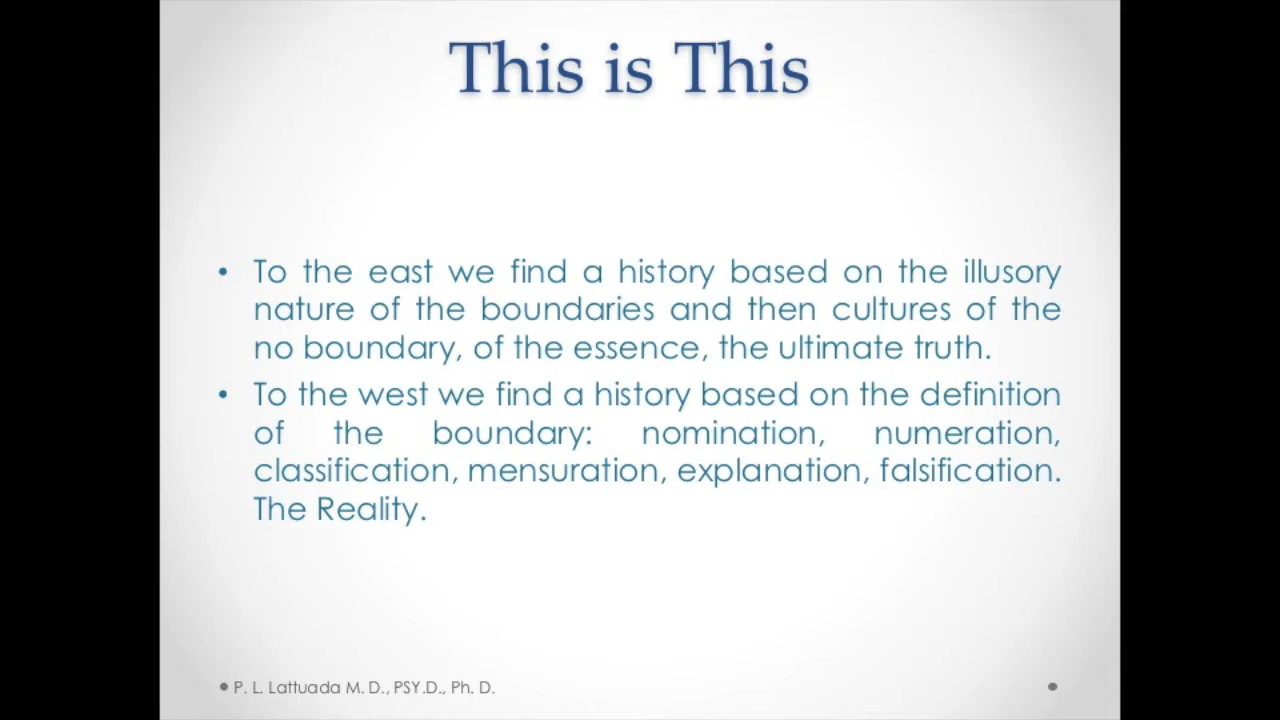 This is This
• To the east we find a history based on the illusory
nature of the boundaries and then cultures of the
no boundary, of the essence, the ultimate truth.
• To the west we find a history based on the definition
of the boundary: nomination, numeration,
classification, mensuration, explanation, falsification.
The Reality.
P. L. Lattuada M. D., PSY.D., Ph. D.